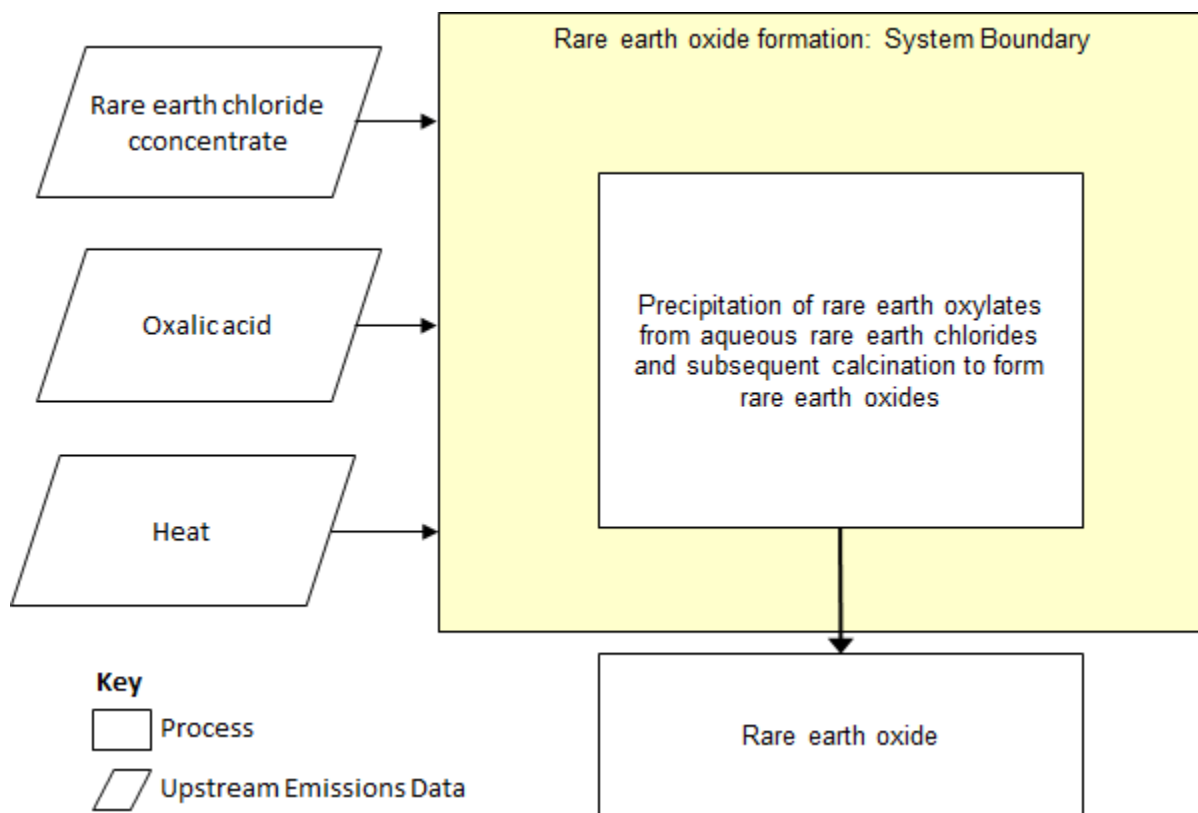 Rare earth oxide formation: System Boundary
Rare earth chloride
cconcentrate
Oxalic acid
Heat
Precipitation of rare earth oxylates
from aqueous rare earth chlorides
and subsequent calcination to form
rare earth oxides
Rare earth oxide
Key
Process
Upstream Emissions Data